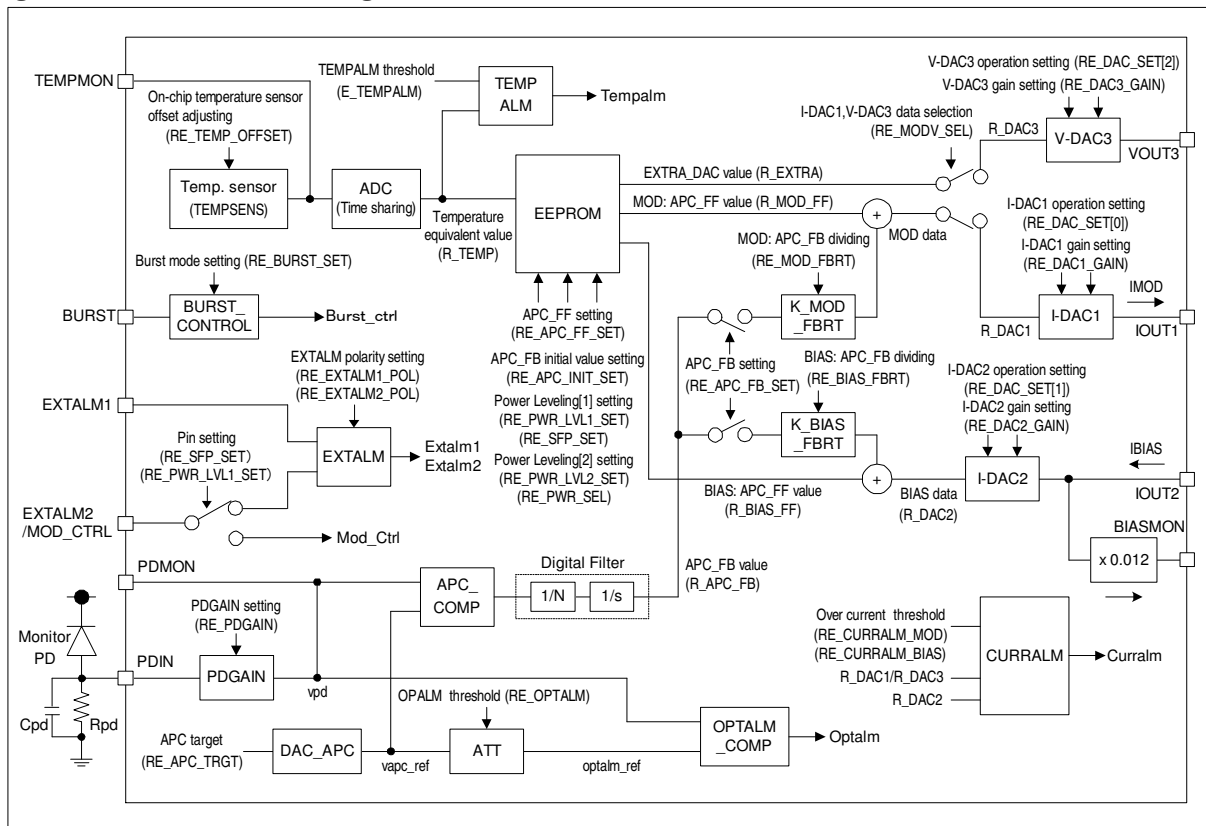 TEMPMON
On-chip temperature sensor
offset adjusting
(RE_TEMP_OFFSET)
Temp. sensor
(TEMPSENS)
ADC
(Time sharing)
TEMPALM threshold
(E_TEMPALM)
TEMP
ALM
Tempalm
Temperature
equivalent value
(R_TEMP)
EEPROM
EXTRA_DAC value (R_EXTRA)
MOD: APC_FF value (R_MOD_FF)
I-DAC1,V-DAC3 data selection
(RE_MODV_SEL)
V-DAC3 operation setting (RE_DAC_SET[2])
V-DAC3 gain setting (RE_DAC3_GAIN)
R_DAC3
V-DAC3
VOUT3
+
MOD data
I-DAC1 operation setting
(RE_DAC_SET[0])
I-DAC1 gain setting
(RE_DAC1_GAIN)
IMOD
R_DAC1
I-DAC1
IOUT1
Burst mode setting (RE_BURST_SET)
BURST
BURST_
CONTROL
Burst_ctrl
APC_FF setting
(RE_APC_FF_SET)
APC_FB initial value setting
(RE_APC_INIT_SET)
Power Leveling[1] setting
(RE_PWR_LVL1_SET)
(RE_SFP_SET)
Power Leveling[2] setting
(RE_PWR_LVL2_SET)
(RE_PWR_SEL)
MOD: APC_FB dividing
(RE_MOD_FBRT)
K_MOD
_FBRT
APC_FB setting
(RE_APC_FB_SET)
BIAS: APC_FB dividing
(RE_BIAS_FBRT)
K_BIAS
_FBRT
I-DAC2 operation setting
(RE_DAC_SET[1])
I-DAC2 gain setting
(RE_DAC2_GAIN)
IBIAS
+
I-DAC2
IOUT2
BIAS: APC_FF value
(R_BIAS_FF)
BIAS data
(R_DAC2)
BIASMON
x 0.012
EXTALM polarity setting
(RE_EXTALM1_POL)
(RE_EXTALM2_POL)
EXTALM1
Pin setting
(RE_SFP_SET)
(RE_PWR_LVL1_SET)
EXTALM
Extalm1
Extalm2
EXTALM2
/MOD_CTRL
Mod_Ctrl
PDMON
APC_
COMP
Digital Filter
1/N
1/s
APC_FB value
(R_APC_FB)
PDGAIN setting
(RE_PDGAIN)
Monitor
PD
PDIN
PDGAIN
vpd
Cpd
Rpd
OPALM threshold (RE_OPTALM)
APC target
(RE_APC_TRGT)
DAC_APC
vapc_ref
ATT
optalm_ref
OPTALM
_COMP
Optalm
Over current threshold
(RE_CURRALM_MOD)
(RE_CURRALM_BIAS)
R_DAC1/R_DAC3
R_DAC2
CURRALM
Curralm